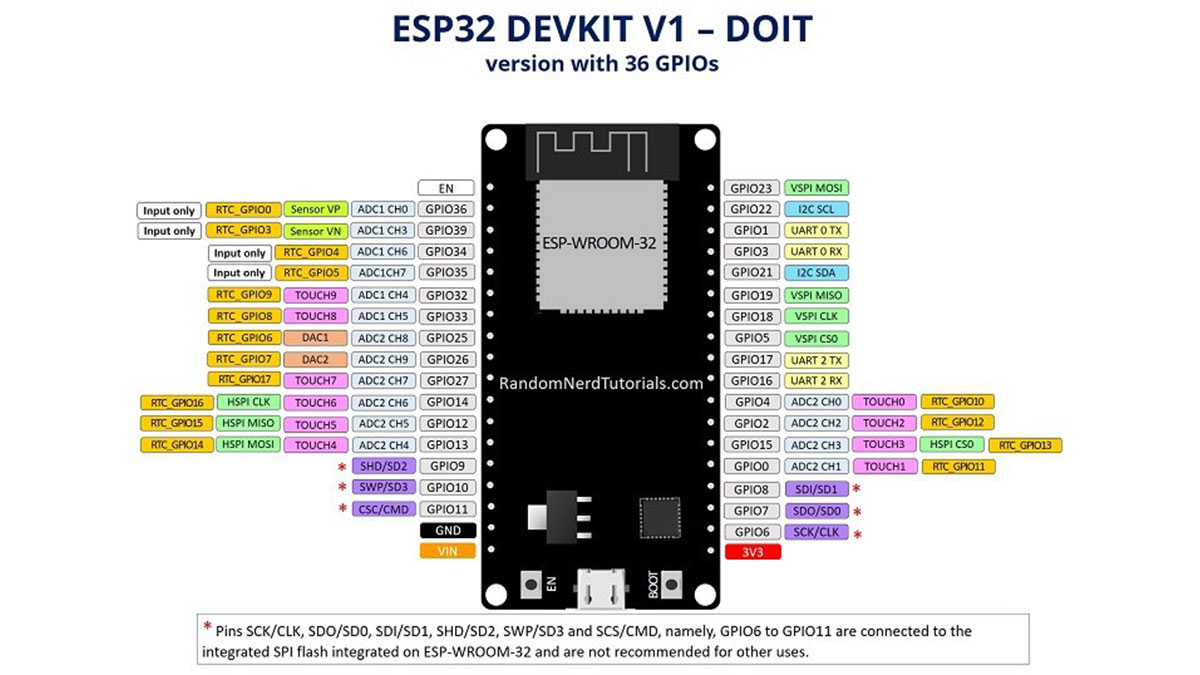 ESP32 DEVKIT V1 – DOIT
version with 36 GPIOs
EN
Input only RTC_GPIO0 Sensor VP ADC1 CH0 GPIO36
Input only RTC_GPIO3 Sensor VN ADC1 CH3 GPIO39
Input only RTC_GPIO4 ADC1 CH6 GPIO34
Input only RTC_GPIO5 ADC1CH7 GPIO35
RTC_GPIO9 TOUCH9 ADC1 CH4 GPIO32
RTC_GPIO8 TOUCH8 ADC1 CH5 GPIO33
RTC_GPIO6 DAC1 ADC2 CH8 GPIO25
RTC_GPIO7 DAC2 ADC2 CH9 GPIO26
RTC_GPIO17 TOUCH7 ADC2 CH7 GPIO27
RTC_GPIO16 HSPI CLK TOUCH6 ADC2 CH6 GPIO14
RTC_GPIO15 HSPI MISO TOUCH5 ADC2 CH5 GPIO12
RTC_GPIO14 HSPI MOSI TOUCH4 ADC2 CH4 GPIO13
* SHD/SD2 GPIO9
* SWP/SD3 GPIO10
* CSC/CMD GPIO11
GND
VIN
ESP-WROOM-32
RandomNerdTutorials.com
EN
BOOT
GPIO23 VSPI MOSI
GPIO22 I2C SCL
GPIO1 UART 0 TX
GPIO3 UART 0 RX
GPIO21 I2C SDA
GPIO19 VSPI MISO
GPIO18 VSPI CLK
GPIO5 VSPI CS0
GPIO17 UART 2 TX
GPIO16 UART 2 RX
GPIO4 ADC2 CH0 TOUCH0 RTC_GPIO10
GPIO2 ADC2 CH2 TOUCH2 RTC_GPIO12
GPIO15 ADC2 CH3 TOUCH3 HSPI CS0 RTC_GPIO13
GPIO0 ADC2 CH1 TOUCH1 RTC_GPIO11
GPIO8 SDI/SD1 *
GPIO7 SDO/SD0 *
GPIO6 SCK/CLK *
3V3
* Pins SCK/CLK, SDO/SD0, SDI/SD1, SHD/SD2, SWP/SD3 and SCS/CMD, namely, GPIO6 to GPIO11 are connected to the
integrated SPI flash integrated on ESP-WROOM-32 and are not recommended for other uses.